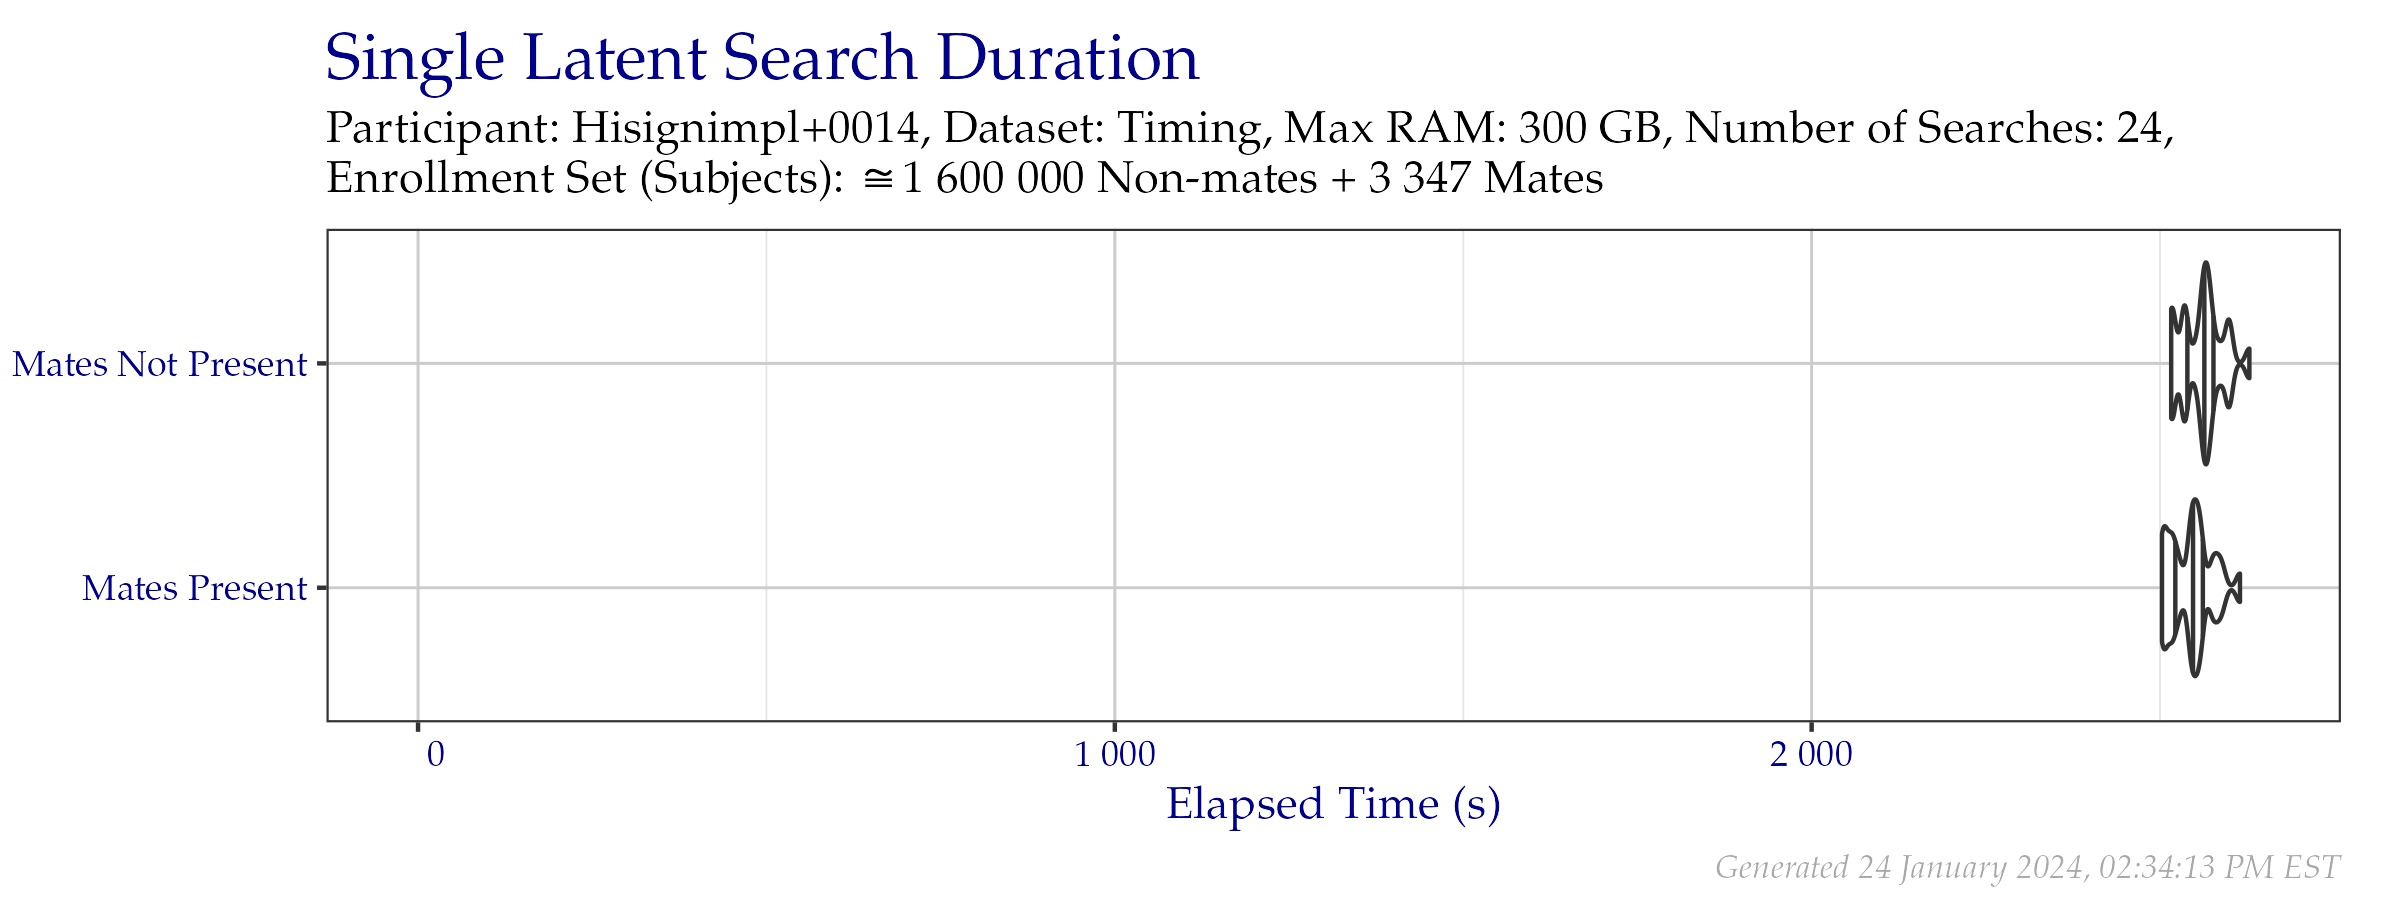 Single Latent Search Duration
Participant: Hisignimpl+0014, Dataset: Timing, Max RAM: 300 GB, Number of Searches: 24,
Enrollment Set (Subjects): ≅ 1 600 000 Non-mates + 3 347 Mates
Mates Not Present
Mates Present
0
1 000
2 000
Elapsed Time (s)
Generated 24 January 2024, 02:34:13 PM EST